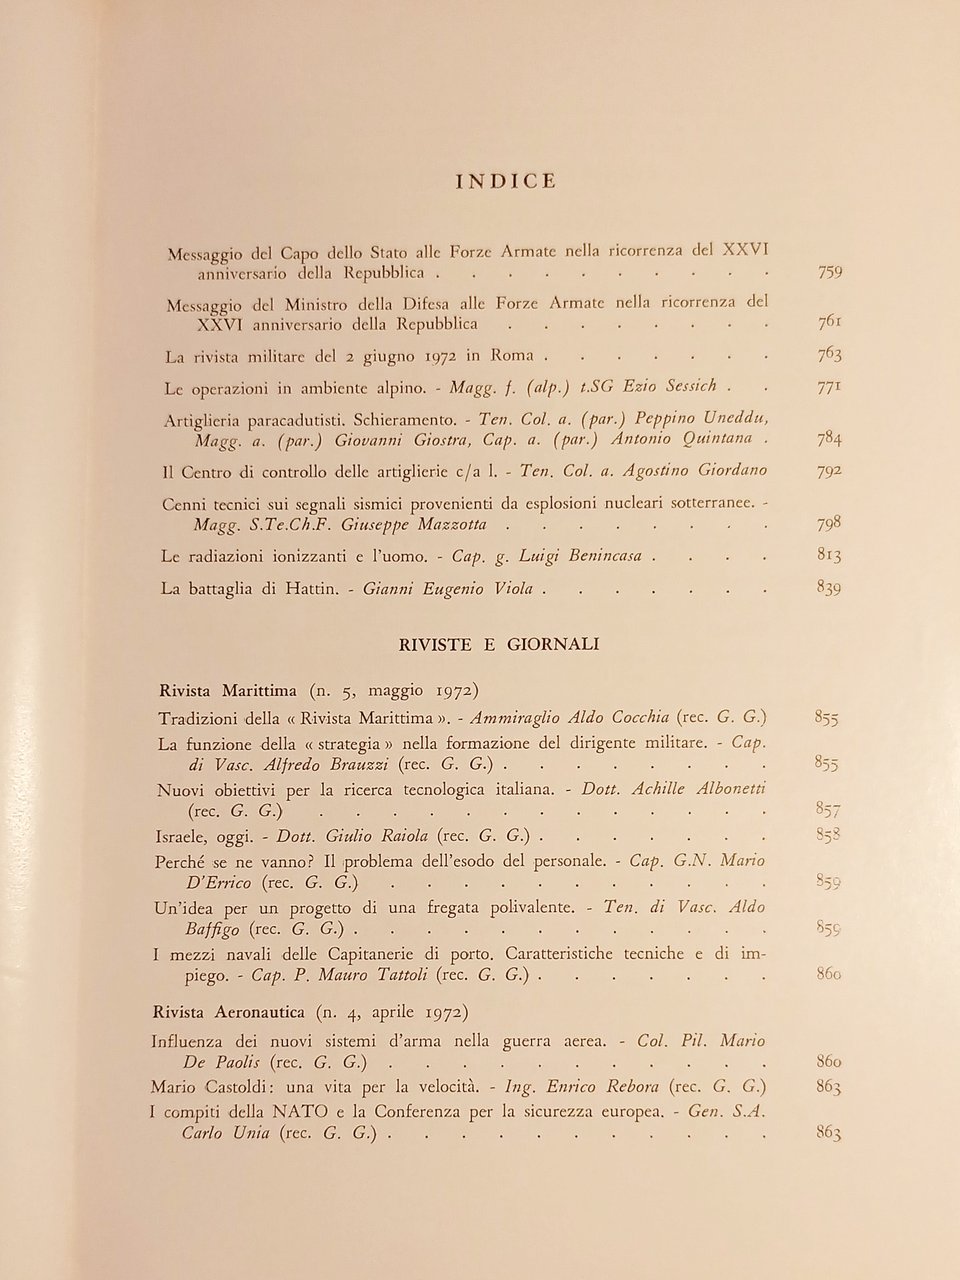 INDICE
Messaggio del Capo dello Stato alle Forze Armate nella ricorrenza del XXVI
anniversario della Repubblica . . . . . . . . . . 759
Messaggio del Ministro della Difesa alle Forze Armate nella ricorrenza del
XXVI anniversario della Repubblica . . . . . . . . 761
La rivista militare del 2 giugno 1972 in Roma . . . . . . . 763
Le operazioni in ambiente alpino. - Magg. f. (alp.) t.SG Ezio Sessich . . 771
Artiglieria paracadutisti. Schieramento. - Ten. Col. a. (par.) Peppino Uneddu,
Magg. a. (par.) Giovanni Giostra, Cap. a. (par.) Antonio Quintana . 784
Il Centro di controllo delle artiglierie c/a l. - Ten. Col. a. Agostino Giordano 792
Cenni tecnici sui segnali sismici provenienti da esplosioni nucleari sotterranee. -
Magg. S.Te.Ch.F. Giuseppe Mazzotta . . . . . . . . 798
Le radiazioni ionizzanti e l'uomo. - Cap. g. Luigi Benincasa . . . . 813
La battaglia di Hattin. - Gianni Eugenio Viola . . . . . . . 839
RIVISTE E GIORNALI
Rivista Marittima (n. 5, maggio 1972)
Tradizioni della « Rivista Marittima ». - Ammiraglio Aldo Cocchia (rec. G. G.) 855
La funzione della « strategia » nella formazione del dirigente militare. - Cap.
di Vasc. Alfredo Brauzzi (rec. G. G.) . . . . . . . . 855
Nuovi obiettivi per la ricerca tecnologica italiana. - Dott. Achille Albonetti
(rec. G. G.) . . . . . . . . . . . . . 857
Israele, oggi. - Dott. Giulio Raiola (rec. G. G.) . . . . . . . 858
Perché se ne vanno? Il problema dell'esodo del personale. - Cap. G.N. Mario
D'Errico (rec. G. G.) . . . . . . . . . . . 859
Un'idea per un progetto di una fregata polivalente. - Ten. di Vasc. Aldo
Baffigo (rec. G. G.) . . . . . . . . . . . . 859
I mezzi navali delle Capitanerie di porto. Caratteristiche tecniche e di im-
piego. - Cap. P. Mauro Tattoli (rec. G. G.) . . . . . . . 860
Rivista Aeronautica (n. 4, aprile 1972)
Influenza dei nuovi sistemi d'arma nella guerra aerea. - Col. Pil. Mario
De Paolis (rec. G. G.) . . . . . . . . . . 860
Mario Castoldi: una vita per la velocità. - Ing. Enrico Rebora (rec. G. G.) 863
I compiti della NATO e la Conferenza per la sicurezza europea. - Gen. S.A.
Carlo Unia (rec. G. G.) . . . . . . . . . . . 863